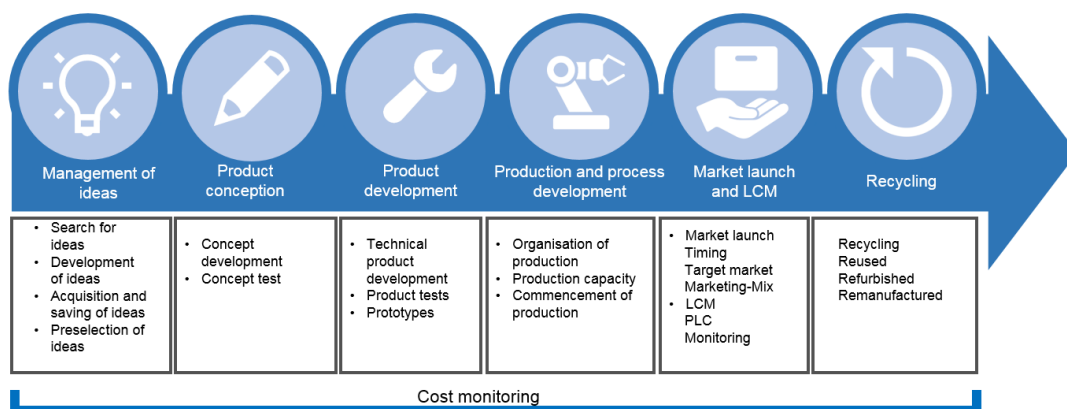 Management of
ideas
Product
conception
Product
development
Production and process
development
Market launch
and LCM
Recycling
• Search for
ideas
• Development
of ideas
• Acquisition and
saving of ideas
• Preselection of
ideas
• Concept
development
• Concept test
• Technical
product
development
• Product tests
• Prototypes
• Organisation of
production
• Production capacity
• Commencement of
production
• Market launch
Timing
Target market
Marketing-Mix
• LCM
PLC
Monitoring
Recycling
Reused
Refurbished
Remanufactured
Cost monitoring